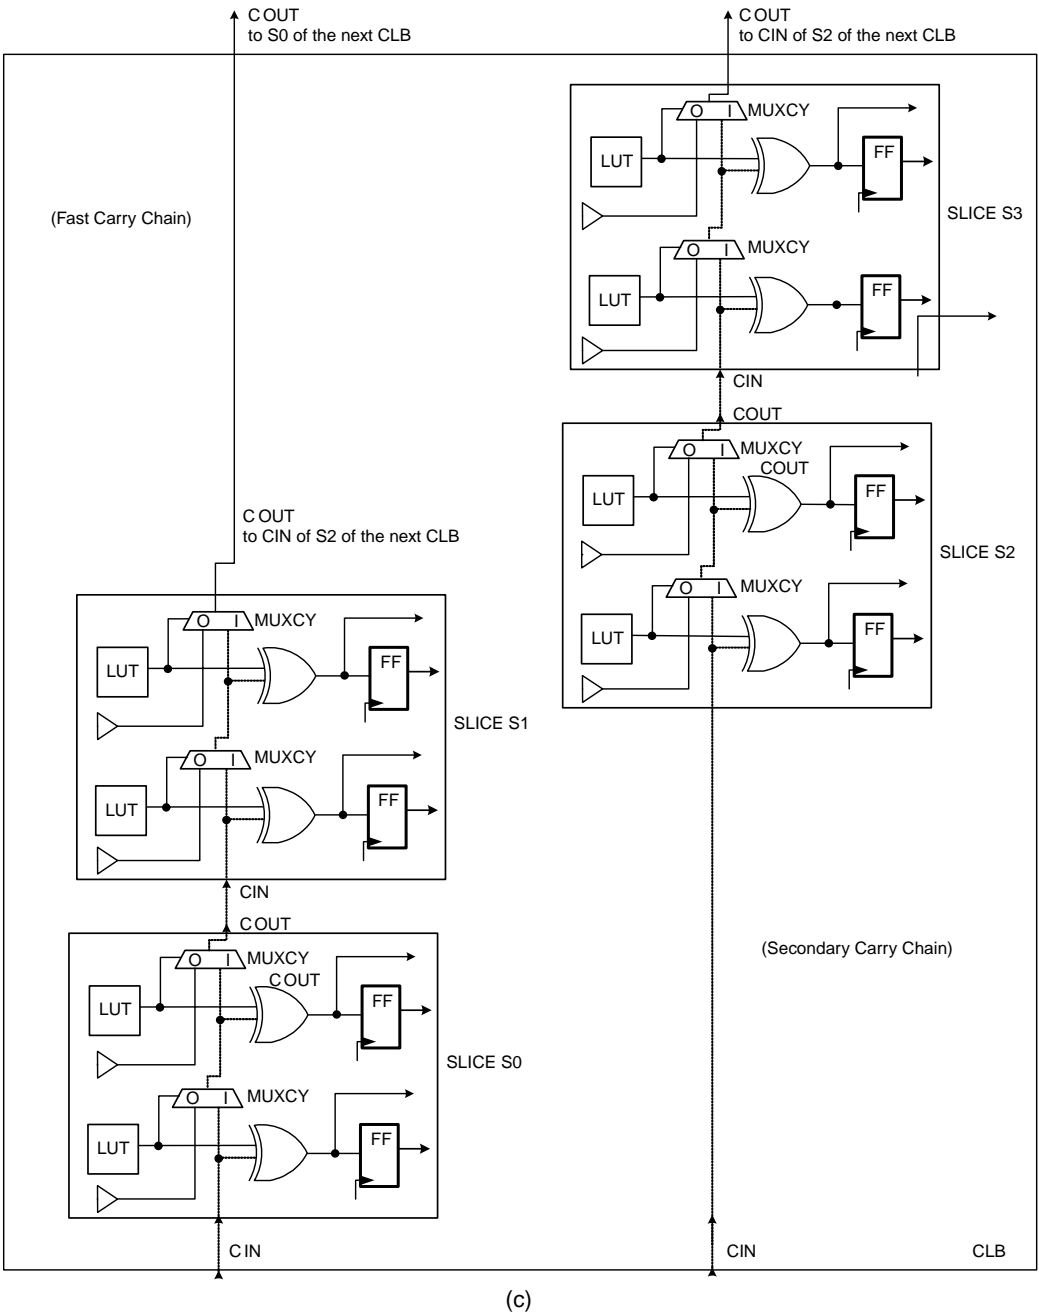 C OUT
to S0 of the next CLB
C OUT
to CIN of S2 of the next CLB
O I MUXCY
LUT
FF
SLICE S3
(Fast Carry Chain)
O I MUXCY
LUT
FF
CIN
COUT
O I MUXCY
COUT
LUT
FF
SLICE S2
O I MUXCY
LUT
FF
C OUT
to CIN of S2 of the next CLB
O I MUXCY
LUT
FF
SLICE S1
O I MUXCY
LUT
FF
CIN
C OUT
O I MUXCY
C OUT
LUT
FF
SLICE S0
O I MUXCY
LUT
FF
C IN
(Secondary Carry Chain)
CIN
CLB
(c)